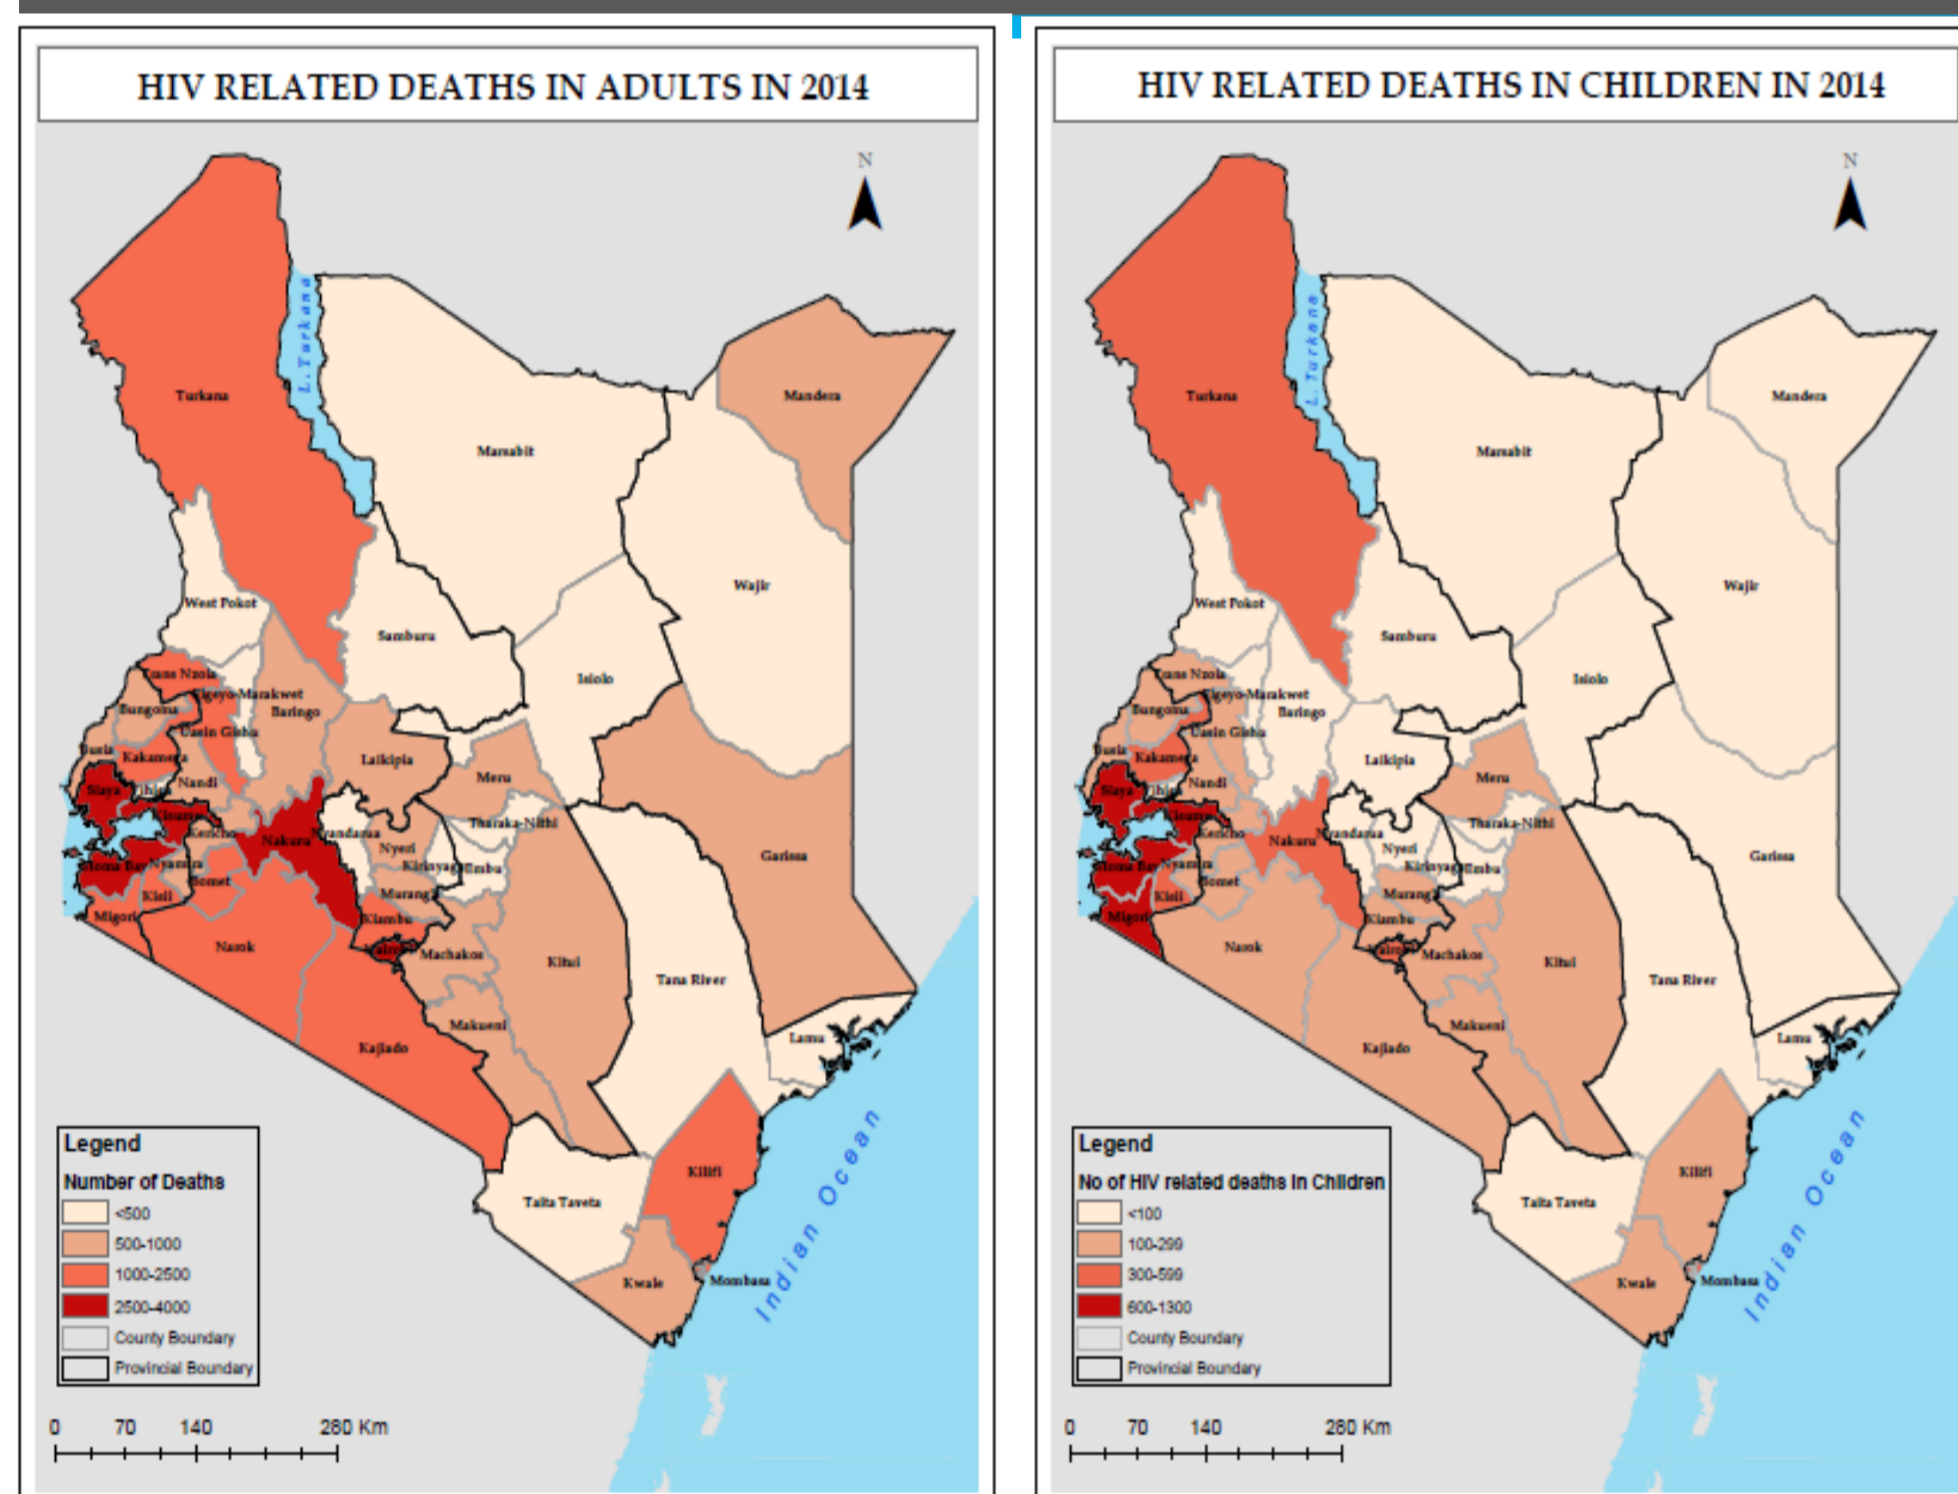 HIV RELATED DEATHS IN ADULTS IN 2014
N
L. Turkana
Turkana
Mandera
Marsabit
Wajir
West Pokot
Samburu
Isiolo
Trans Nzoia
Elgeyo-Marakwet
Bungoma
Baringo
Uasin Gishu
Busia
Kakamega
Laikipia
Nandi
Meru
Siaya
Vihiga
Kisumu
Tharaka-Nithi
Kericho
Nakuru
Nyandarua
Nyeri
Garissa
Homa Bay
Nyamira
Kirinyaga
Embu
Bomet
Kisii
Muranga
Migori
Kiambu
Narok
Nairobi
Machakos
Kitui
Tana River
Makueni
Lamu
Kajiado
Kilifi
Taita Taveta
Kwale
Mombasa
Indian Ocean
Legend
Number of Deaths
<500
500-1000
1000-2500
2500-4000
County Boundary
Provincial Boundary
0 70 140 280 Km
HIV RELATED DEATHS IN CHILDREN IN 2014
N
L. Turkana
Turkana
Mandera
Marsabit
Wajir
West Pokot
Samburu
Isiolo
Trans Nzoia
Elgeyo-Marakwet
Bungoma
Baringo
Uasin Gishu
Busia
Kakamega
Laikipia
Nandi
Meru
Siaya
Vihiga
Kisumu
Tharaka-Nithi
Kericho
Nakuru
Nyandarua
Nyeri
Garissa
Homa Bay
Nyamira
Kirinyaga
Embu
Bomet
Kisii
Muranga
Migori
Kiambu
Narok
Nairobi
Machakos
Kitui
Tana River
Makueni
Lamu
Kajiado
Kilifi
Taita Taveta
Kwale
Mombasa
Indian Ocean
Legend
No of HIV related deaths in Children
<100
100-299
300-599
600-1300
County Boundary
Provincial Boundary
0 70 140 280 Km